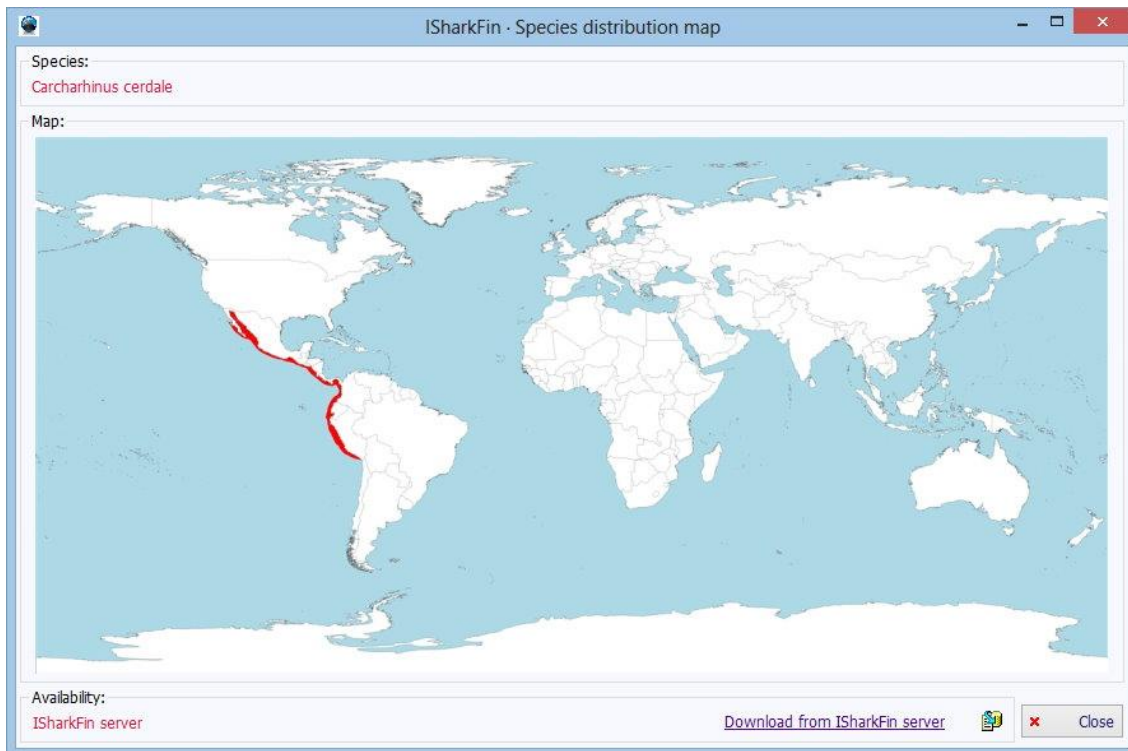 ISharkFin · Species distribution map
Species:
Carcharhinus cerdale
Map:
Availability:
ISharkFin server
Download from ISharkFin server
Close